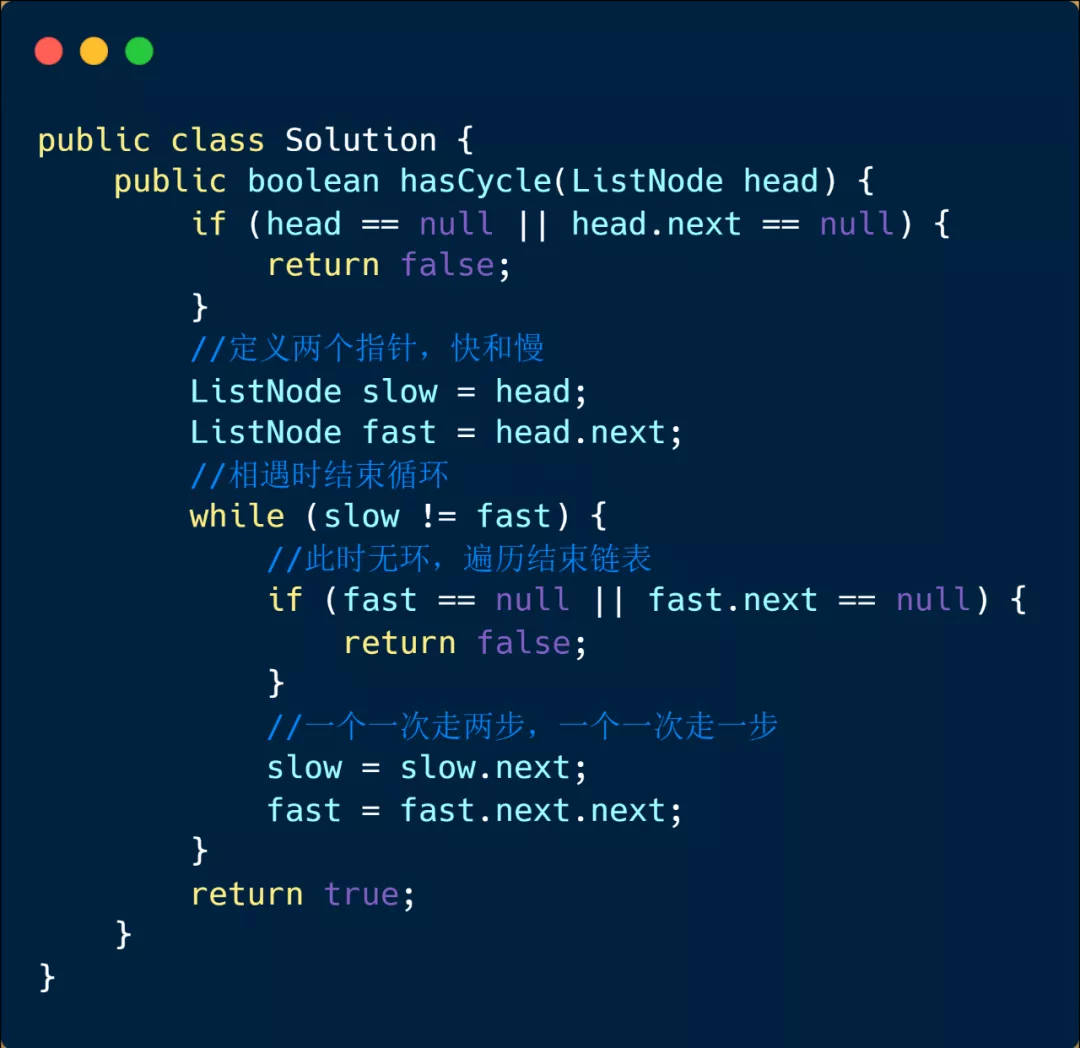 public class Solution {
    public boolean hasCycle(ListNode head) {
        if (head == null || head.next == null) {
            return false;
        }
        //定义两个指针，快和慢
        ListNode slow = head;
        ListNode fast = head.next;
        //相遇时结束循环
        while (slow != fast) {
            //此时无环，遍历结束链表
            if (fast == null || fast.next == null) {
                return false;
            }
            //一个一次走两步，一个一次走一步
            slow = slow.next;
            fast = fast.next.next;
        }
        return true;
    }
}